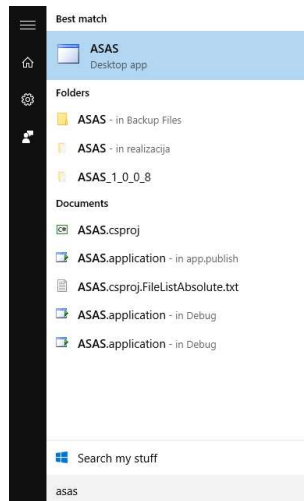 Best match
ASAS
Desktop app
Folders
ASAS - in Backup Files
ASAS - in realizacija
ASAS_1_0_0_8
Documents
C#
ASAS.csproj
ASAS.application - in app.publish
ASAS.csproj.FileListAbsolute.txt
ASAS.application - in Debug
ASAS.application - in Debug
Search my stuff
asas